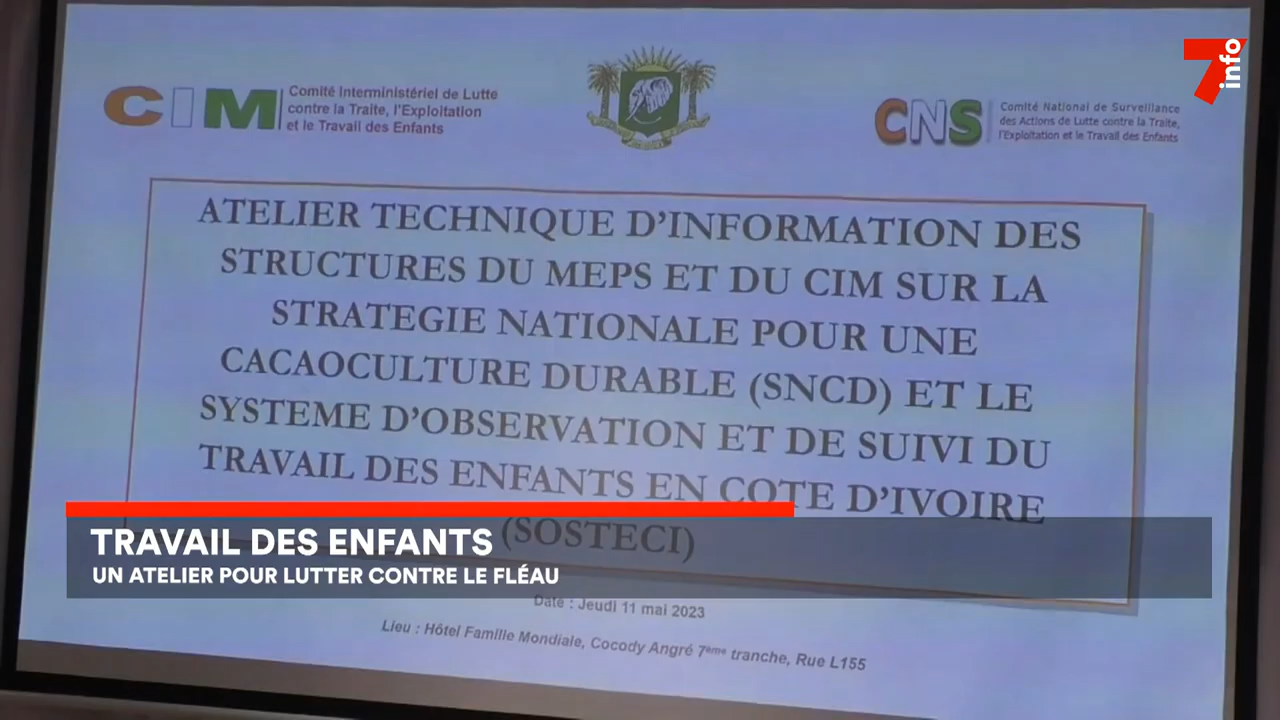 CIM
Comité Interministériel de Lutte
contre la Traite, l'Exploitation
et le Travail des Enfants
CNS
Comité National de Surveillance
des Actions de Lutte contre la Traite,
l'Exploitation et le Travail des Enfants
7info
ATELIER TECHNIQUE D'INFORMATION DES
STRUCTURES DU MEPS ET DU CIM SUR LA
STRATEGIE NATIONALE POUR UNE
CACAOCULTURE DURABLE (SNCD) ET LE
SYSTEME D'OBSERVATION ET DE SUIVI DU
TRAVAIL DES ENFANTS EN COTE D'IVOIRE
(SOSTECI)
TRAVAIL DES ENFANTS
UN ATELIER POUR LUTTER CONTRE LE FLÉAU
Date : Jeudi 11 mai 2023
Lieu : Hôtel Famille Mondiale, Cocody Angré 7ème tranche, Rue L155